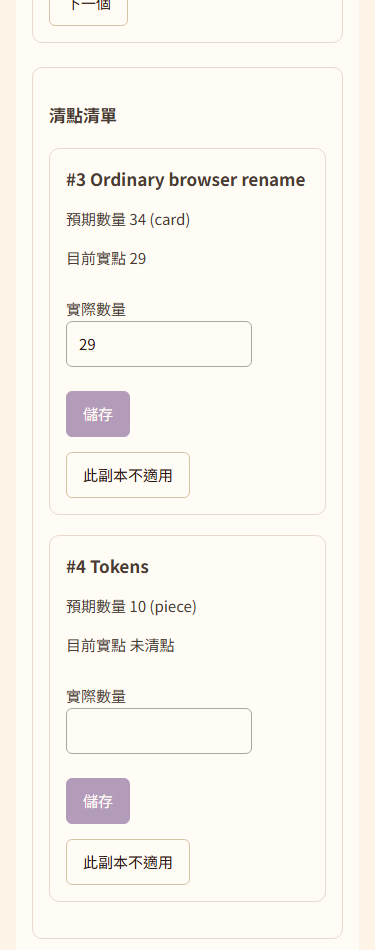 下一個
清點清單
#3 Ordinary browser rename
預期數量 34 (card)
目前實點 29
實際數量
29
儲存
此副本不適用
#4 Tokens
預期數量 10 (piece)
目前實點 未清點
實際數量
儲存
此副本不適用